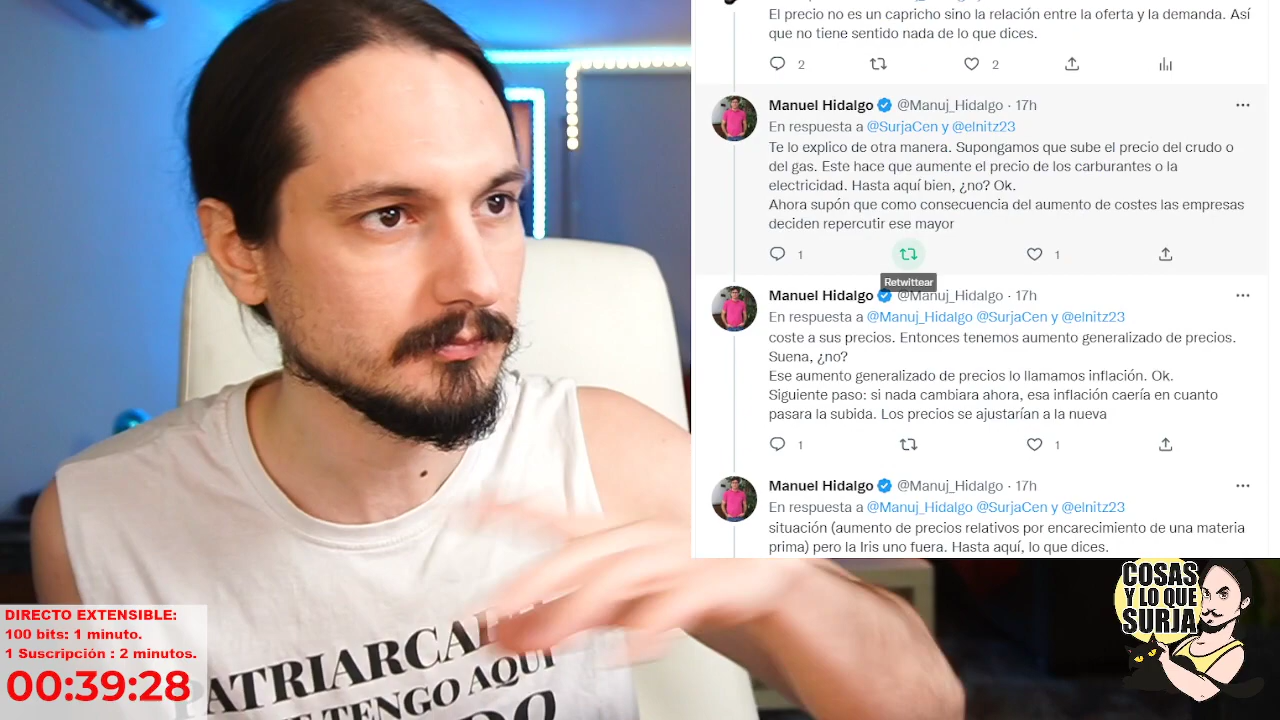 El precio no es un capricho sino la relación entre la oferta y la demanda. Así
que no tiene sentido nada de lo que dices.
2
2
Manuel Hidalgo @Manuj_Hidalgo · 17h
En respuesta a @SurjaCen y @elnitz23
Te lo explico de otra manera. Supongamos que sube el precio del crudo o
del gas. Este hace que aumente el precio de los carburantes o la
electricidad. Hasta aquí bien, ¿no? Ok.
Ahora supón que como consecuencia del aumento de costes las empresas
deciden repercutir ese mayor
1
1
Retwittear
Manuel Hidalgo @Manuj_Hidalgo · 17h
En respuesta a @Manuj_Hidalgo @SurjaCen y @elnitz23
coste a sus precios. Entonces tenemos aumento generalizado de precios.
Suena, ¿no?
Ese aumento generalizado de precios lo llamamos inflación. Ok.
Siguiente paso: si nada cambiara ahora, esa inflación caería en cuanto
pasara la subida. Los precios se ajustarían a la nueva
1
1
Manuel Hidalgo @Manuj_Hidalgo · 17h
En respuesta a @Manuj_Hidalgo @SurjaCen y @elnitz23
situación (aumento de precios relativos por encarecimiento de una materia
prima) pero la Iris uno fuera. Hasta aquí, lo que dices.
COSAS
Y LO QUE
SURJA
DIRECTO EXTENSIBLE:
100 bits: 1 minuto.
1 Suscripción : 2 minutos.
00:39:28
TENGO AQUÍ